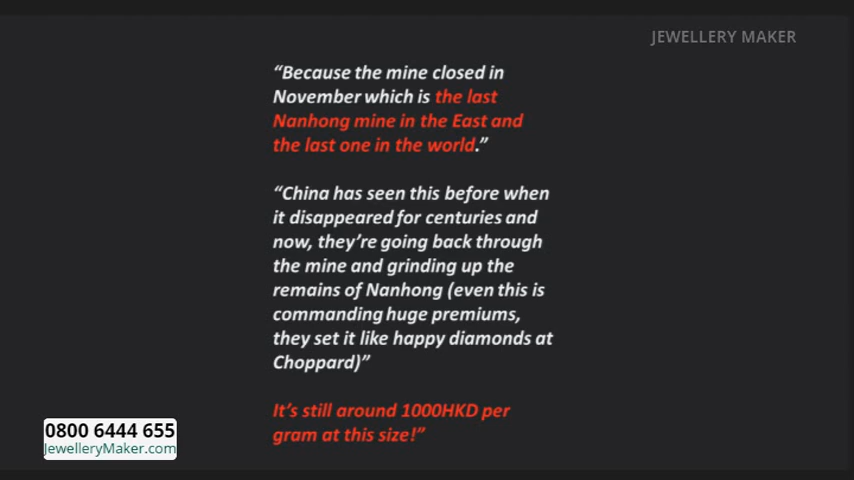 JEWELLERY MAKER
“Because the mine closed in
November which is the last
Nanhong mine in the East and
the last one in the world.”
“China has seen this before when
it disappeared for centuries and
now, they’re going back through
the mine and grinding up the
remains of Nanhong (even this is
commanding huge premiums,
they set it like happy diamonds at
Choppard)”
It’s still around 1000HKD per
gram at this size!”
0800 6444 655
JewelleryMaker.com